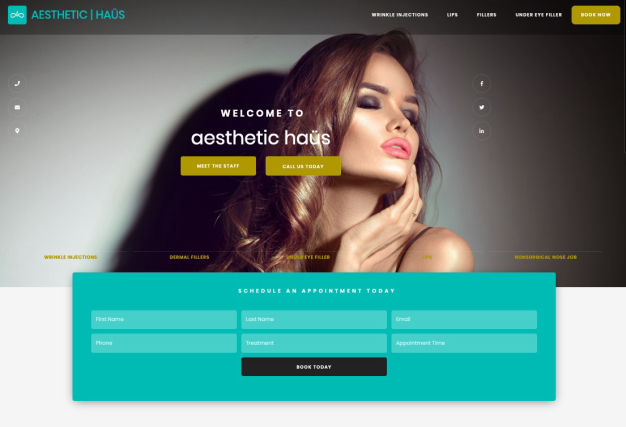 AESTHETIC | HAÜS
WRINKLE INJECTIONS LIPS FILLERS UNDER EYE FILLER BOOK NOW
WELCOME TO
aesthetic haüs
MEET THE STAFF CALL US TODAY
WRINKLE INJECTIONS DERMAL FILLERS UNDER EYE FILLER LIPS NONSURGICAL NOSE JOB
SCHEDULE AN APPOINTMENT TODAY
First Name Last Name Email
Phone Treatment Appointment Time
BOOK TODAY